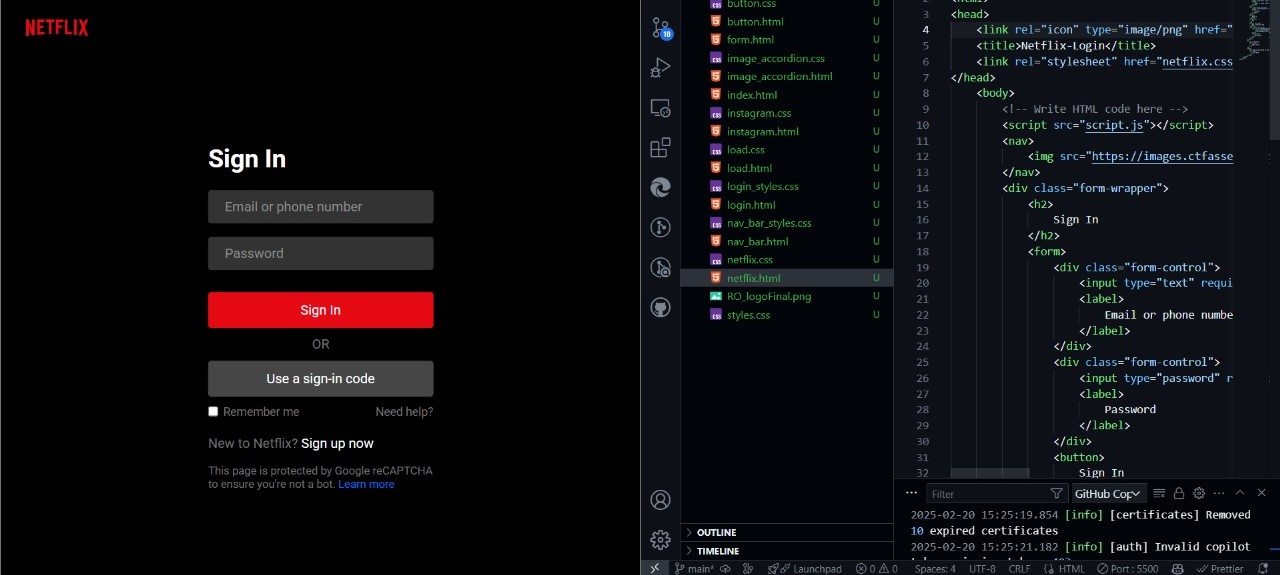 NETFLIX
Sign In
Email or phone number
Password
Sign In
OR
Use a sign-in code
Remember me
Need help?
New to Netflix? Sign up now
This page is protected by Google reCAPTCHA
to ensure you're not a bot. Learn more
18
button.css U
button.html U
form.html U
image_accordion.css U
image_accordion.html U
index.html U
instagram.css U
instagram.html U
load.css U
load.html U
login_styles.css U
login.html U
nav_bar_styles.css U
nav_bar.html U
netflix.css U
netflix.html U
RO_logoFinal.png U
styles.css U
OUTLINE
TIMELINE
3 <head>
4 <link rel="icon" type="image/png" href="
5 <title>Netflix-Login</title>
6 <link rel="stylesheet" href="netflix.css
7 </head>
8 <body>
9 <!-- Write HTML code here -->
10 <script src="script.js"></script>
11 <nav>
12 <img src="https://images.ctfasse
13 </nav>
14 <div class="form-wrapper">
15 <h2>
16 Sign In
17 </h2>
18 <form>
19 <div class="form-control">
20 <input type="text" requi
21 <label>
22 Email or phone numbe
23 </label>
24 </div>
25 <div class="form-control">
26 <input type="password" r
27 <label>
28 Password
29 </label>
30 </div>
31 <button>
32 Sign In
Filter
GitHub Cop
2025-02-20 15:25:19.854 [info] [certificates] Removed
10 expired certificates
2025-02-20 15:25:21.182 [info] [auth] Invalid copilot
main* Launchpad 0 0 Spaces: 4 UTF-8 CRLF HTML Port : 5500 Prettier